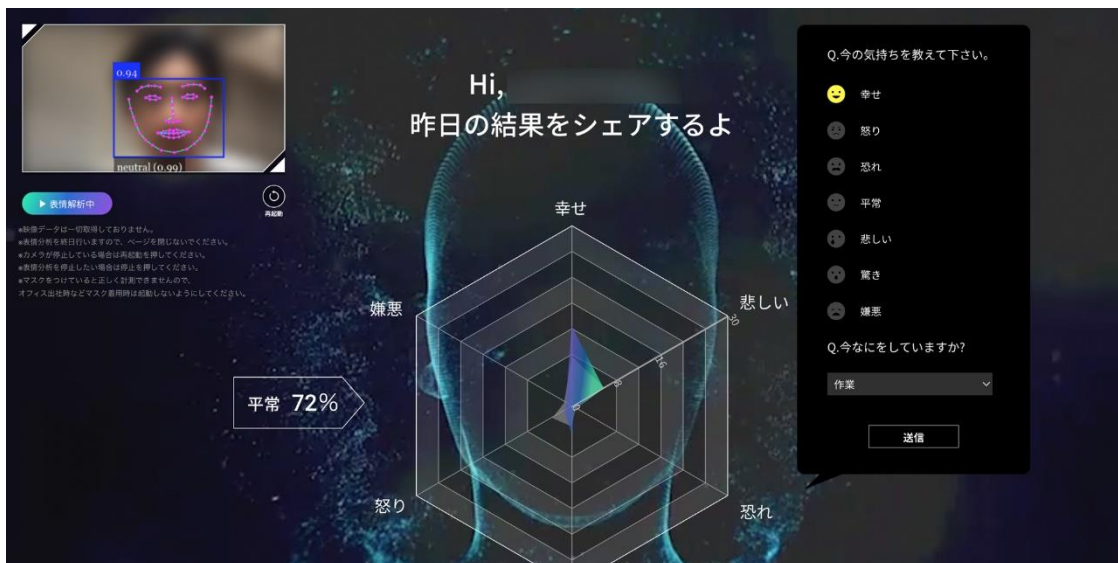 0.94
neutral (0.99)
▶ 表情解析中
再起動
※映像データは一切取得しておりません。
※表情分析を終日行いますので、ページを閉じないでください。
※カメラが停止している場合は再起動を押してください。
※表情分析を停止したい場合は停止を押してください。
※マスクをつけていると正しく計測できませんので、
オフィス出社時などマスク着用時は起動しないようにしてください。
Hi,
昨日の結果をシェアするよ
幸せ
悲しい
嫌悪
30
16
8
0
平常 72%
怒り
恐れ
Q.今の気持ちを教えて下さい。
幸せ
怒り
恐れ
平常
悲しい
驚き
嫌悪
Q.今なにをしていますか?
作業
送信